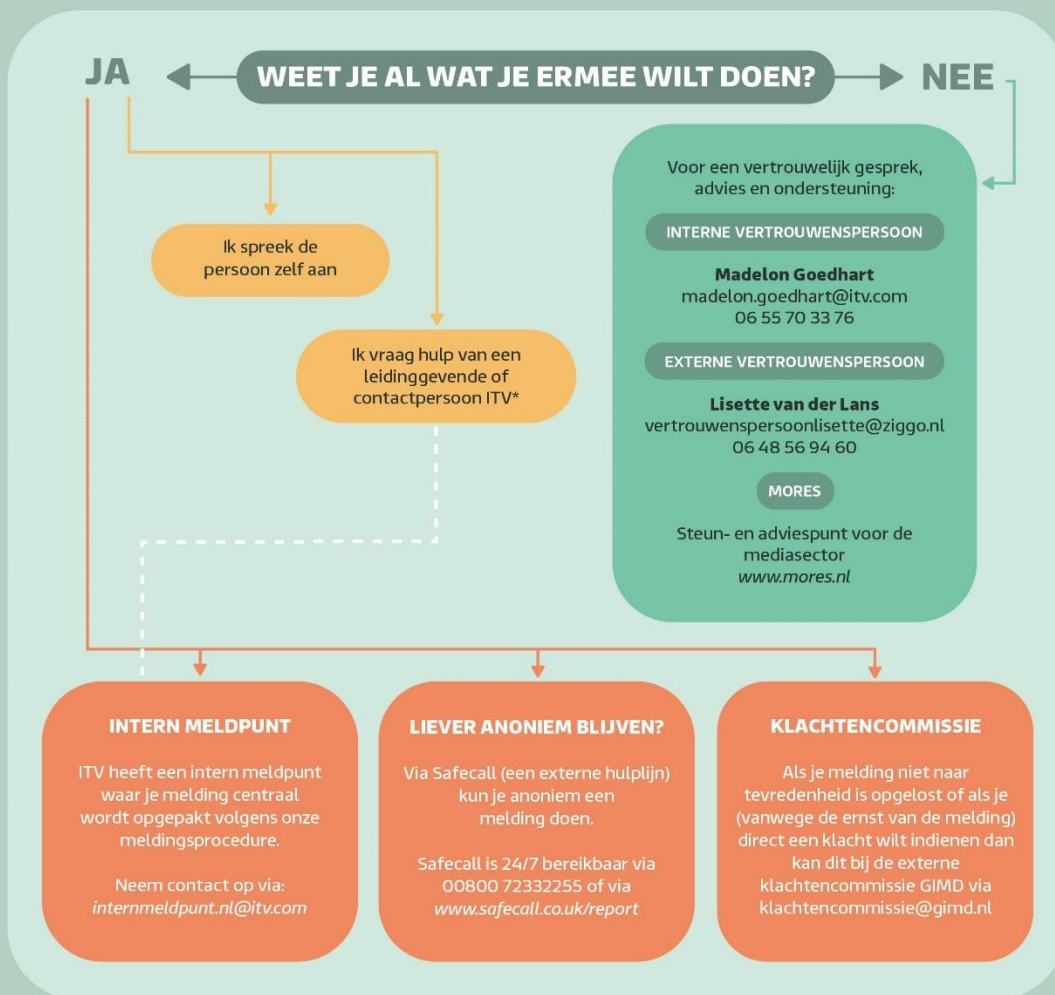 JA
WEET JE AL WAT JE ERMEE WILT DOEN?
NEE
Ik spreek de
persoon zelf aan
Ik vraag hulp van een
leidinggevende of
contactpersoon ITV*
Voor een vertrouwelijk gesprek,
advies en ondersteuning:
INTERNE VERTROUWENSPERSOON
Madelon Goedhart
madelon.goedhart@itv.com
06 55 70 33 76
EXTERNE VERTROUWENSPERSOON
Lisette van der Lans
vertrouwenspersoonlisette@ziggo.nl
06 48 56 94 60
MORES
Steun- en adviespunt voor de
mediasector
www.mores.nl
INTERN MELDPUNT
ITV heeft een intern meldpunt
waar je melding centraal
wordt opgepakt volgens onze
meldingsprocedure.
Neem contact op via:
internmeldpunt.nl@itv.com
LIEVER ANONIEM BLIJVEN?
Via Safecall (een externe hulplijn)
kun je anoniem een
melding doen.
Safecall is 24/7 bereikbaar via
00800 72332255 of via
www.safecall.co.uk/report
KLACHTENCOMMISSIE
Als je melding niet naar
tevredenheid is opgelost of als je
(vanwege de ernst van de melding)
direct een klacht wilt indienen dan
kan dit bij de externe
klachtencommissie GIMD via
klachtencommissie@gimd.nl